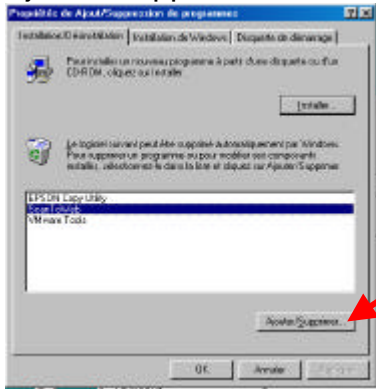 Propriétés de Ajout/Suppression de programmes
Installation/Désinstallation Installation de Windows Disquette de démarrage
Pour installer un nouveau programme à partir d'une disquette ou d'un
CD-ROM, cliquez sur Installer.
Installer...
Le logiciel suivant peut être supprimé automatiquement par Windows.
Pour supprimer un programme ou pour modifier ses composants
installés, sélectionnez-le dans la liste et cliquez sur Ajouter/Supprimer.
EPSON Copy Utility
ScanToWeb
VMware Tools
Ajouter/Supprimer...
OK Annuler